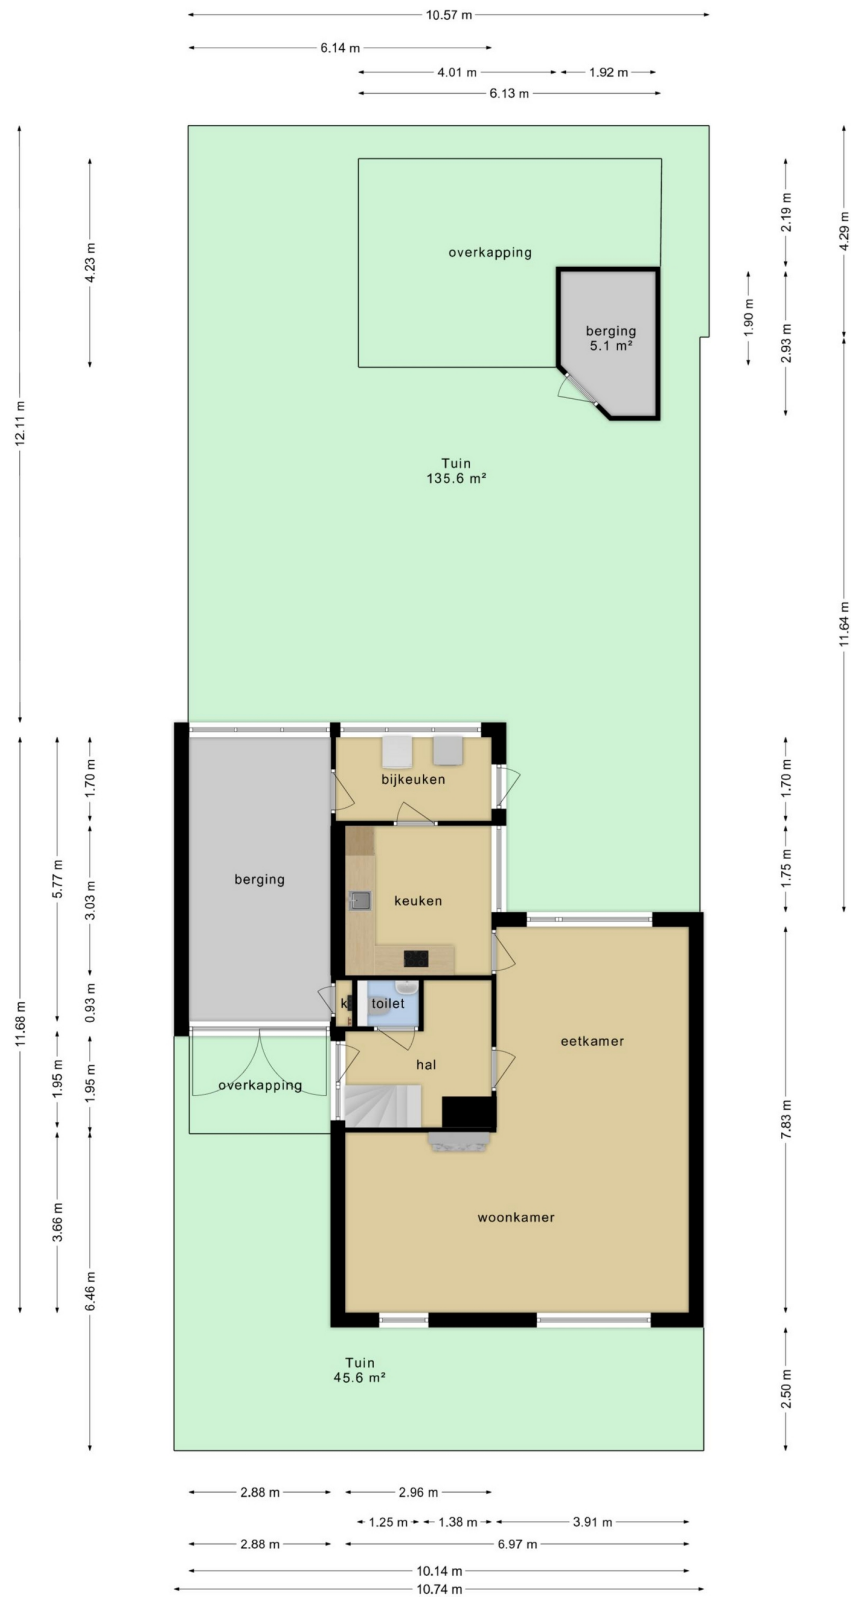 10.57 m
6.14 m
4.01 m
1.92 m
6.13 m
12.11 m
4.23 m
2.19 m
4.29 m
overkapping
1.90 m
2.93 m
berging
5.1 m²
Tuin
135.6 m²
11.64 m
11.68 m
5.77 m
1.70 m
bijkeuken
1.70 m
berging
3.03 m
keuken
1.75 m
0.93 m
k
toilet
eetkamer
hal
overkapping
1.95 m
1.95 m
7.83 m
3.66 m
woonkamer
6.46 m
Tuin
45.6 m²
2.50 m
2.88 m
2.96 m
1.25 m
1.38 m
3.91 m
2.88 m
6.97 m
10.14 m
10.74 m